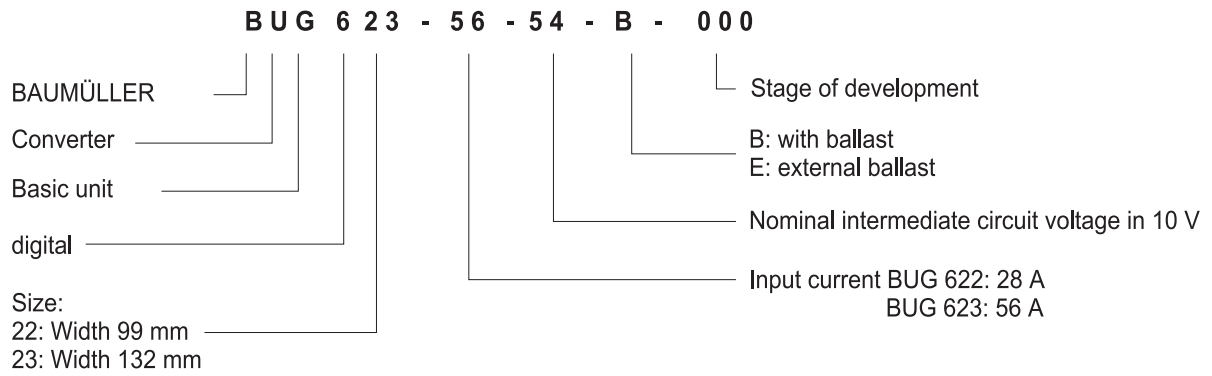 BUG 623 - 56 - 54 - B - 000
BAUMÜLLER
Converter
Basic unit
digital
Size:
22: Width 99 mm
23: Width 132 mm
Stage of development
B: with ballast
E: external ballast
Nominal intermediate circuit voltage in 10 V
Input current BUG 622: 28 A
BUG 623: 56 A